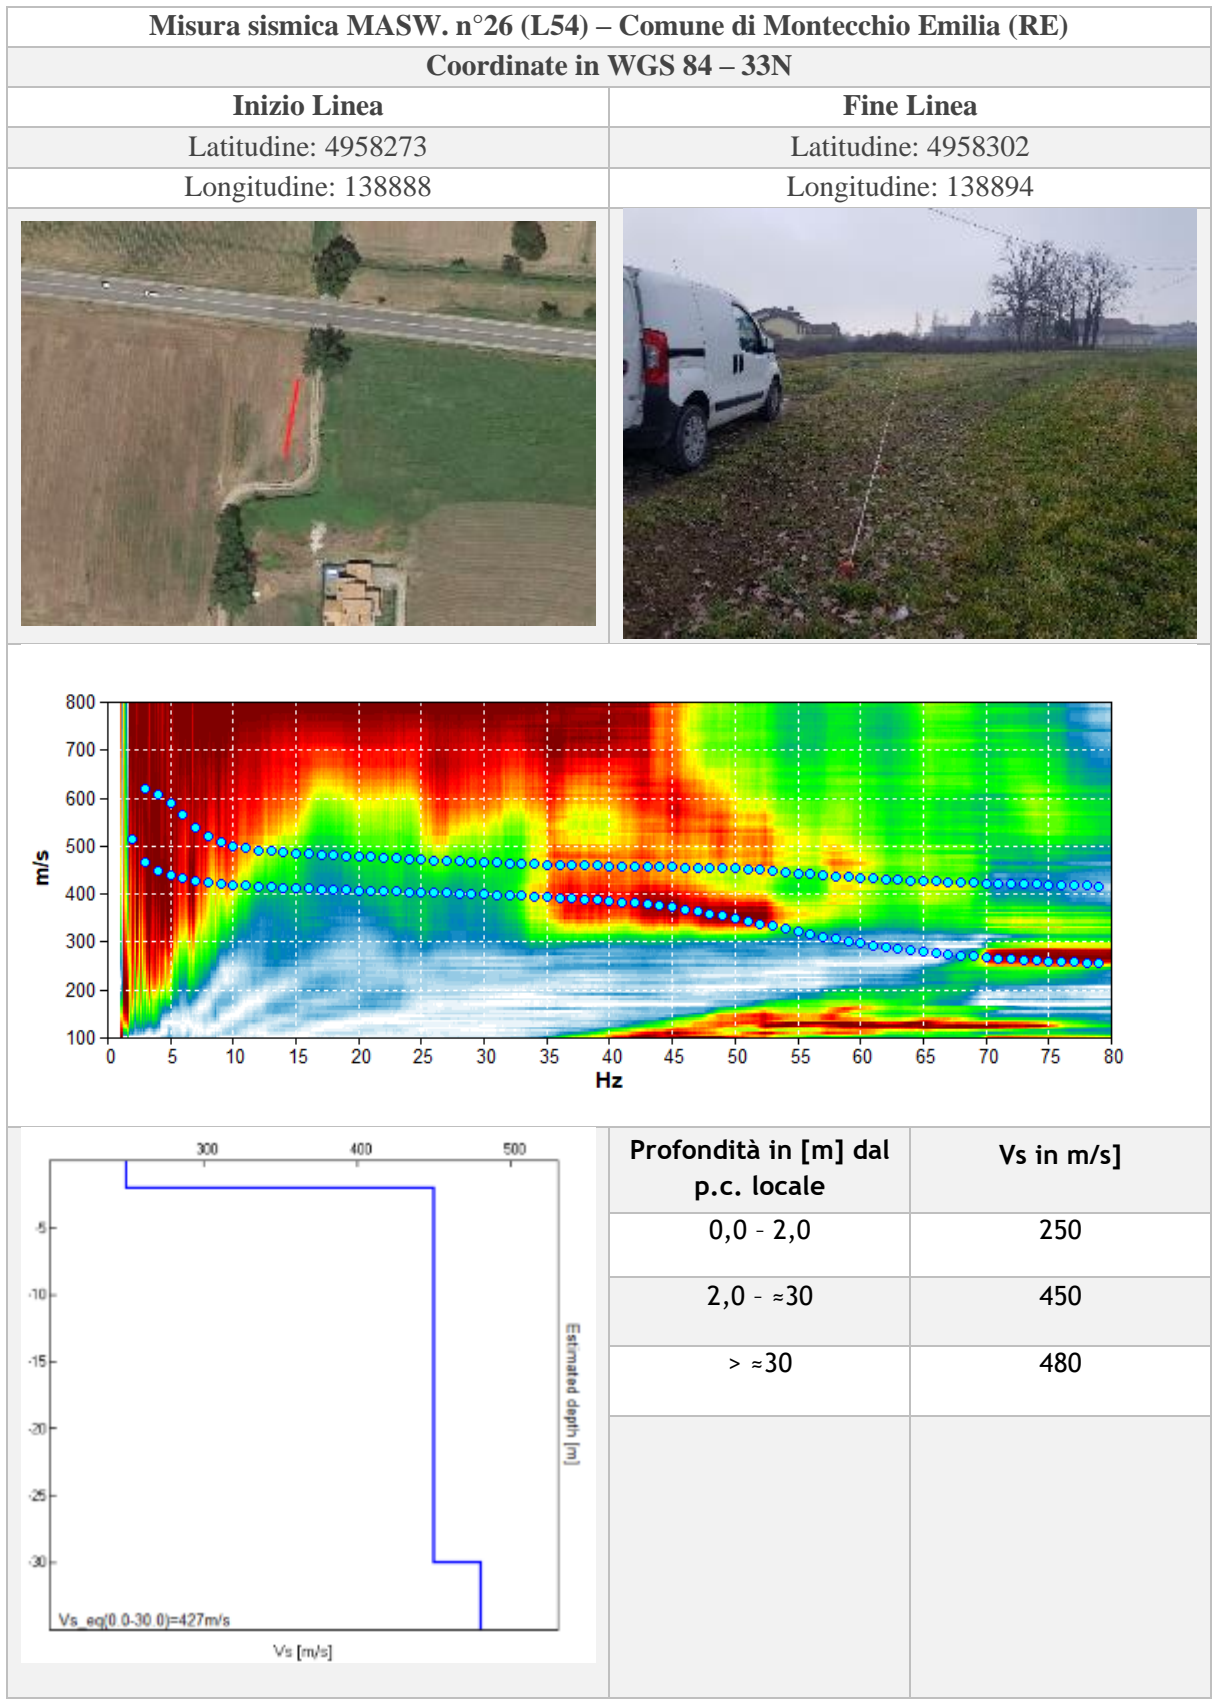 Misura sismica MASW. n°26 (L54) – Comune di Montecchio Emilia (RE)
Coordinate in WGS 84 – 33N
Inizio Linea
Fine Linea
Latitudine: 4958273
Latitudine: 4958302
Longitudine: 138888
Longitudine: 138894
800
700
600
500
400
300
200
100
m/s
0 5 10 15 20 25 30 35 40 45 50 55 60 65 70 75 80
Hz
300 400 500
-5
-10
-15
-20
-25
-30
Estimated depth [m]
Vs_eq(0.0-30.0)=427m/s
Vs [m/s]
Profondità in [m] dal
p.c. locale
Vs in m/s]
0,0 – 2,0
250
2,0 – ≈30
450
> ≈30
480